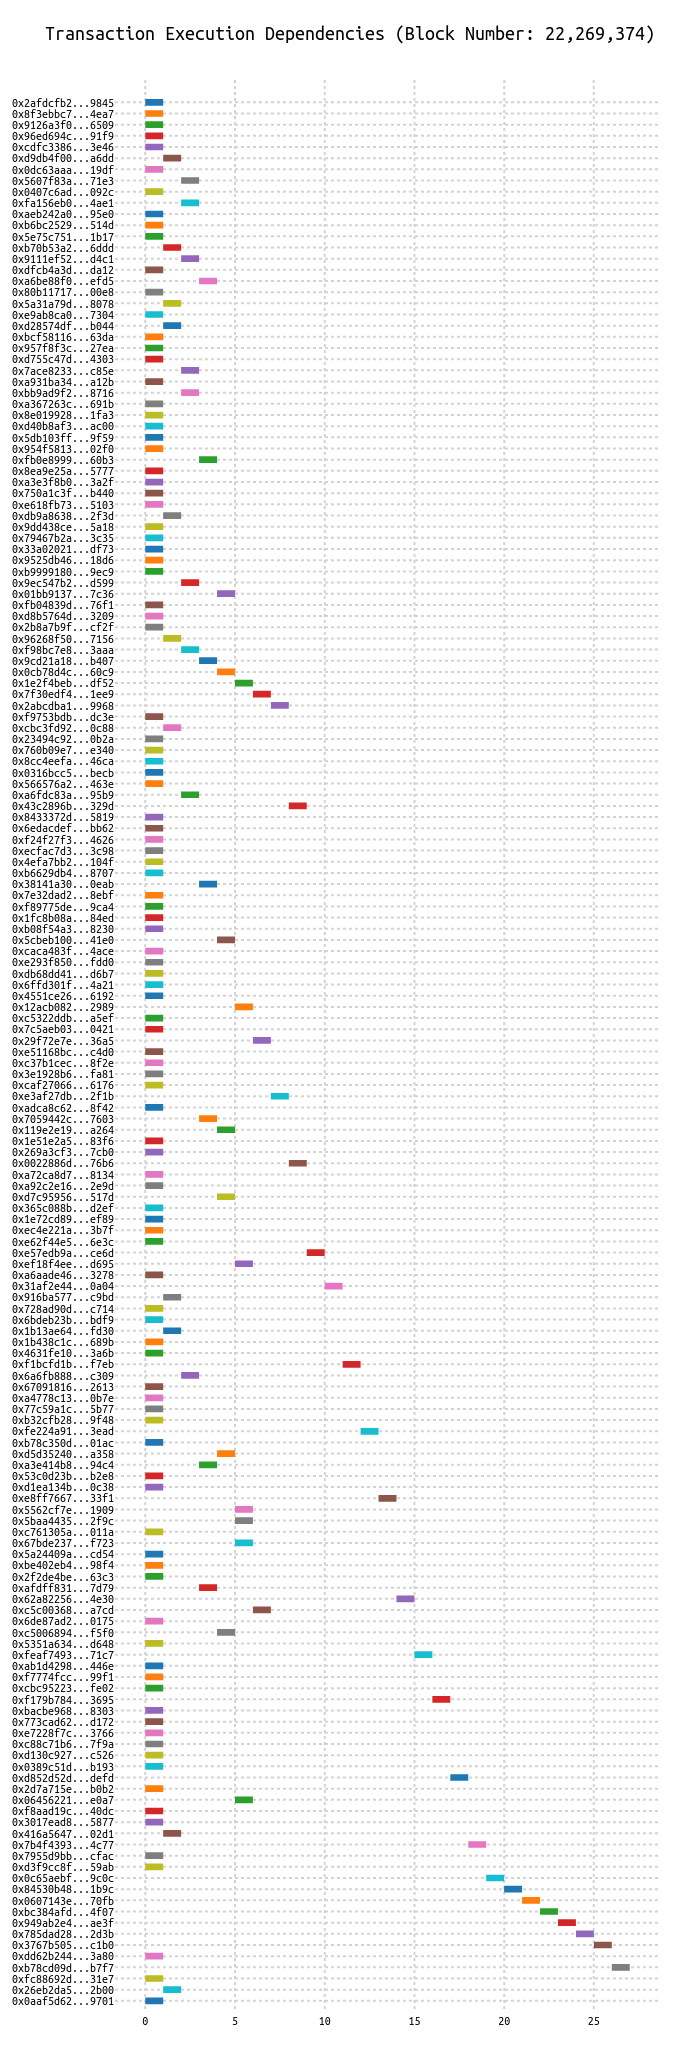 Transaction Execution Dependencies (Block Number: 22,269,374)
0x2afdcfb2...9845
0x8f3ebbc7...4ea7
0x9126a3f0...6509
0x96ed694c...91f9
0xcdfc3386...3e46
0xd9db4f00...a6dd
0x0dc63aaa...19df
0x5607f83a...71e3
0x0407c6ad...092c
0xfa156eb0...4ae1
0xaeb242a0...95e0
0xb6bc2529...514d
0x5e75c751...1b17
0xb70b53a2...6ddd
0x9111ef52...d4c1
0xdfcb4a3d...da12
0xa6be88f0...efd5
0x80b11717...00e8
0x5a31a79d...8078
0xe9ab8ca0...7304
0xd28574df...b044
0xbcf58116...63da
0x957f8f3c...27ea
0xd755c47d...4303
0x7ace8233...c85e
0xa931ba34...a12b
0xbb9ad9f2...8716
0xa367263c...691b
0x8e019928...1fa3
0xd40b8af3...ac00
0x5db103ff...9f59
0x954f5813...02f0
0xfb0e8999...60b3
0x8ea9e25a...5777
0xa3e3f8b0...3a2f
0x750a1c3f...b440
0xe618fb73...5103
0xdb9a8638...2f3d
0x9dd438ce...5a18
0x79467b2a...3c35
0x33a02021...df73
0x9525db46...18d6
0xb9999180...9ec9
0x9ec547b2...d599
0x01bb9137...7c36
0xfb04839d...76f1
0xd8b5764d...3209
0x2b8a7b9f...cf2f
0x96268f50...7156
0xf98bc7e8...3aaa
0x9cd21a18...b407
0x0cb78d4c...60c9
0x1e2f4beb...df52
0x7f30edf4...1ee9
0x2abcdba1...9968
0xf9753bdb...dc3e
0xcbc3fd92...0c88
0x23494c92...0b2a
0x760b09e7...e340
0x8cc4eefa...46ca
0x0316bcc5...becb
0x566576a2...463e
0xa6fdc83a...95b9
0x43c2896b...329d
0x8433372d...5819
0x6edacdef...bb62
0xf24f27f3...4626
0xecfac7d3...3c98
0x4efa7bb2...104f
0xb6629db4...8707
0x38141a30...0eab
0x7e32dad2...8ebf
0xf89775de...9ca4
0x1fc8b08a...84ed
0xb08f54a3...8230
0x5cbeb100...41e0
0xcaca483f...4ace
0xe293f850...fdd0
0xdb68dd41...d6b7
0x6ffd301f...4a21
0x4551ce26...6192
0x12acb082...2989
0xc5322ddb...a5ef
0x7c5aeb03...0421
0x29f72e7e...36a5
0xe51168bc...c4d0
0xc37b1cec...8f2e
0x3e1928b6...fa81
0xcaf27066...6176
0xe3af27db...2f1b
0xadca8c62...8f42
0x7059442c...7603
0x119e2e19...a264
0x1e51e2a5...83f6
0x269a3cf3...7cb0
0x0022886d...76b6
0xa72ca8d7...8134
0xa92c2e16...2e9d
0xd7c95956...517d
0x365c088b...d2ef
0x1e72cd89...ef89
0xec4e221a...3b7f
0xe62f44e5...6e3c
0xe57edb9a...ce6d
0xef18f4ee...d695
0xa6aade46...3278
0x31af2e44...0a04
0x916ba577...c9bd
0x728ad90d...c714
0x6bdeb23b...bdf9
0x1b13ae64...fd30
0x1b438c1c...689b
0x4631fe10...3a6b
0xf1bcfd1b...f7eb
0x6a6fb888...c309
0x67091816...2613
0xa4778c13...0b7e
0x77c59a1c...5b77
0xb32cfb28...9f48
0xfe224a91...3ead
0xb78c350d...01ac
0xd5d35240...a358
0xa3e414b8...94c4
0x53c0d23b...b2e8
0xd1ea134b...0c38
0xe8ff7667...33f1
0x5562cf7e...1909
0x5baa4435...2f9c
0xc761305a...011a
0x67bde237...f723
0x5a24409a...cd54
0xbe402eb4...98f4
0x2f2de4be...63c3
0xafdff831...7d79
0x62a82256...4e30
0xc5c00368...a7cd
0x6de87ad2...0175
0xc5006894...f5f0
0x5351a634...d648
0xfeaf7493...71c7
0xab1d4298...446e
0xf7774fcc...99f1
0xcbc95223...fe02
0xf179b784...3695
0xbacbe968...8303
0x773cad62...d172
0xe7228f7c...3766
0xc88c71b6...7f9a
0xd130c927...c526
0x0389c51d...b193
0xd852d52d...defd
0x2d7a715e...b0b2
0x06456221...e0a7
0xf8aad19c...40dc
0x3017ead8...5877
0x416a5647...02d1
0x7b4f4393...4c77
0x7955d9bb...cfac
0xd3f9cc8f...59ab
0x0c65aebf...9c0c
0x84530b48...1b9c
0x0607143e...70fb
0xbc384afd...4f07
0x949ab2e4...ae3f
0x785dad28...2d3b
0x3767b505...c1b0
0xdd62b244...3a80
0xb78cd09d...b7f7
0xfc88692d...31e7
0x26eb2da5...2b00
0x0aaf5d62...9701
0 5 10 15 20 25